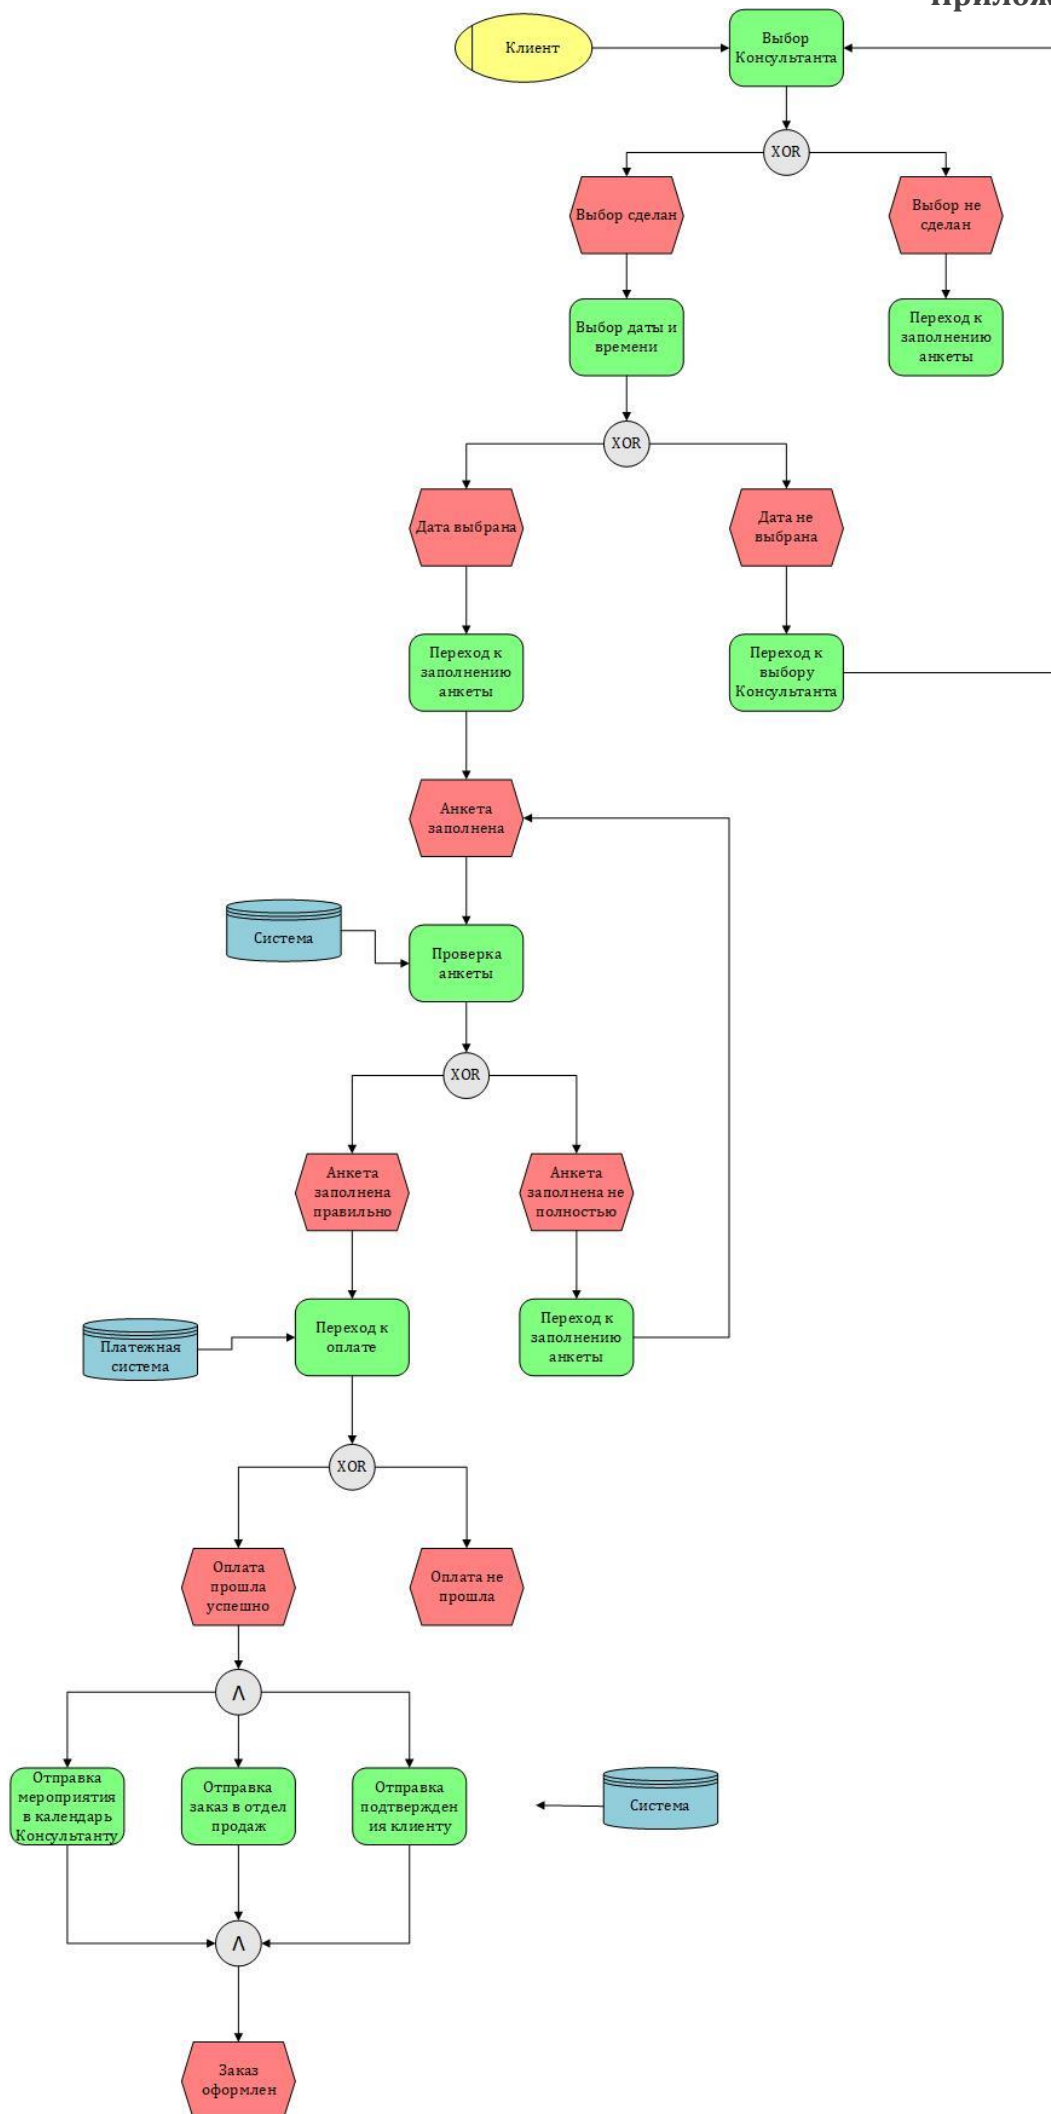 Прилож
Клиент
Выбор
Консультанта
XOR
Выбор сделан
Выбор не
сделан
Выбор даты и
времени
Переход к
заполнению
анкеты
XOR
Дата выбрана
Дата не
выбрана
Переход к
заполнению
анкеты
Переход к
выбору
Консультанта
Анкета
заполнена
Система
Проверка
анкеты
XOR
Анкета
заполнена
правильно
Анкета
заполнена не
полностью
Платежная
система
Переход к
оплате
Переход к
заполнению
анкеты
XOR
Оплата
прошла
успешно
Оплата не
прошла
Λ
Отправка
мероприятия
в календарь
Консультанту
Отправка
заказ в отдел
продаж
Отправка
подтвержден
ия клиенту
Система
Λ
Заказ
оформлен